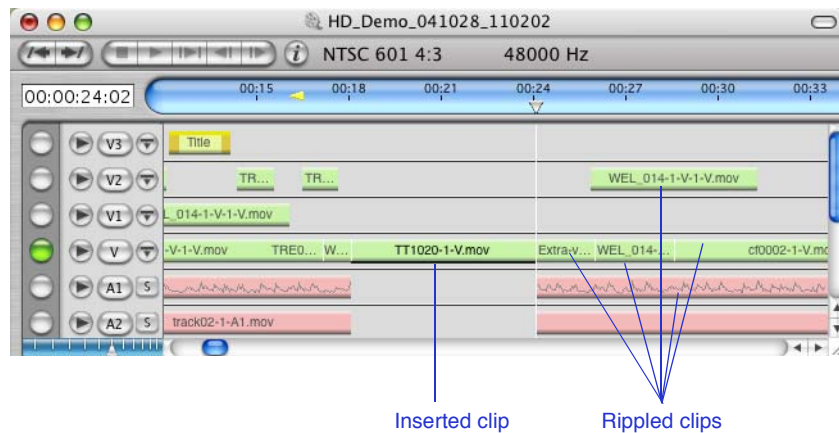 HD_Demo_041028_110202
NTSC 601 4:3 48000 Hz
00:00:24:02 00:15 00:18 00:21 00:24 00:27 00:30 00:33
V3 Title
V2 TR... TR... WEL_014-1-V-1-V.mov
V1 L_014-1-V-1-V.mov
V -V-1-V.mov TRE0... W... TT1020-1-V.mov Extra-v... WEL_014-... cf0002-1-V.mo
A1 S
A2 S track02-1-A1.mov
Inserted clip Rippled clips